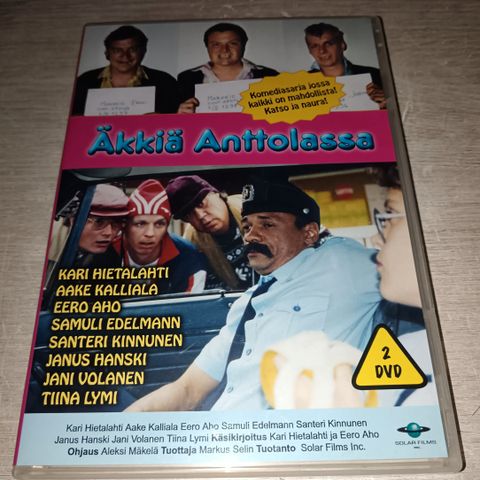 Komediasarja jossa
kaikki on mahdollista!
Katso ja naura!
Äkkiä Anttolassa
KARI HIETALAHTI
AAKE KALLIALA
EERO AHO
SAMULI EDELMANN
SANTERI KINNUNEN
JANUS HANSKI
JANI VOLANEN
TIINA LYMI
2
DVD
Kari Hietalahti Aake Kalliala Eero Aho Samuli Edelmann Santeri Kinnunen
Janus Hanski Jani Volanen Tiina Lymi Käsikirjoitus Kari Hietalahti ja Eero Aho
Ohjaus Aleksi Mäkelä Tuottaja Markus Selin Tuotanto Solar Films Inc.
SOLAR FILMS